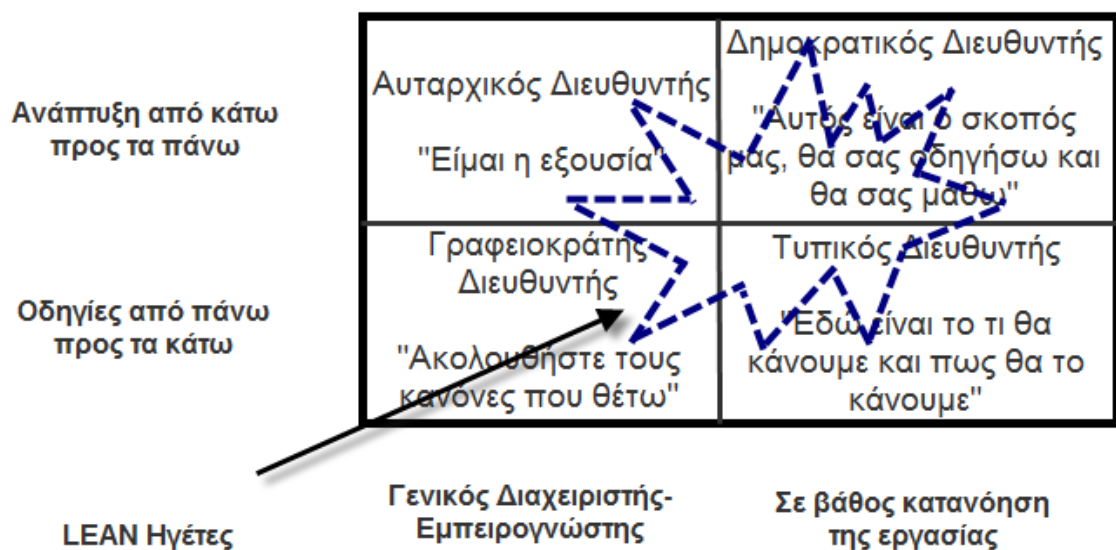 Ανάπτυξη από κάτω
προς τα πάνω
Αυταρχικός Διευθυντής
"Είμαι η εξουσία"
Δημοκρατικός Διευθυντής
"Αυτός είναι ο σκοπός
μας, θα σας οδηγήσω και
θα σας μάθω"
Οδηγίες από πάνω
προς τα κάτω
Γραφειοκράτης
Διευθυντής
"Ακολουθήστε τους
κανόνες που θέτω"
Τυπικός Διευθυντής
"Εδώ είναι το τι θα
κάνουμε και πως θα το
κάνουμε"
LEAN Ηγέτες
Γενικός Διαχειριστής-
Εμπειρογνώστης
Σε βάθος κατανόηση
της εργασίας